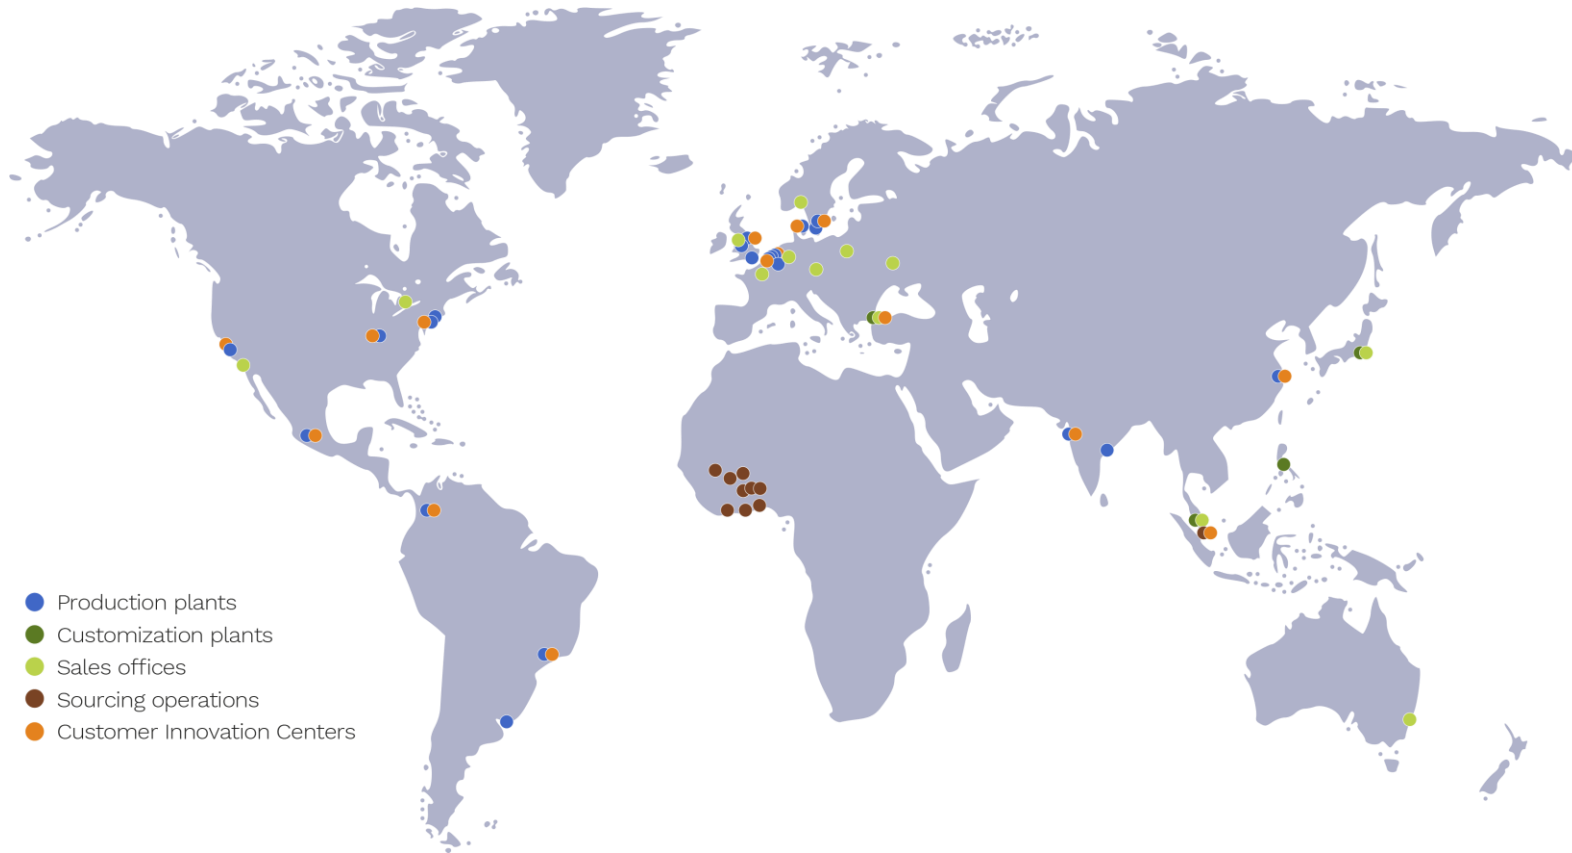 Production plants
Customization plants
Sales offices
Sourcing operations
Customer Innovation Centers